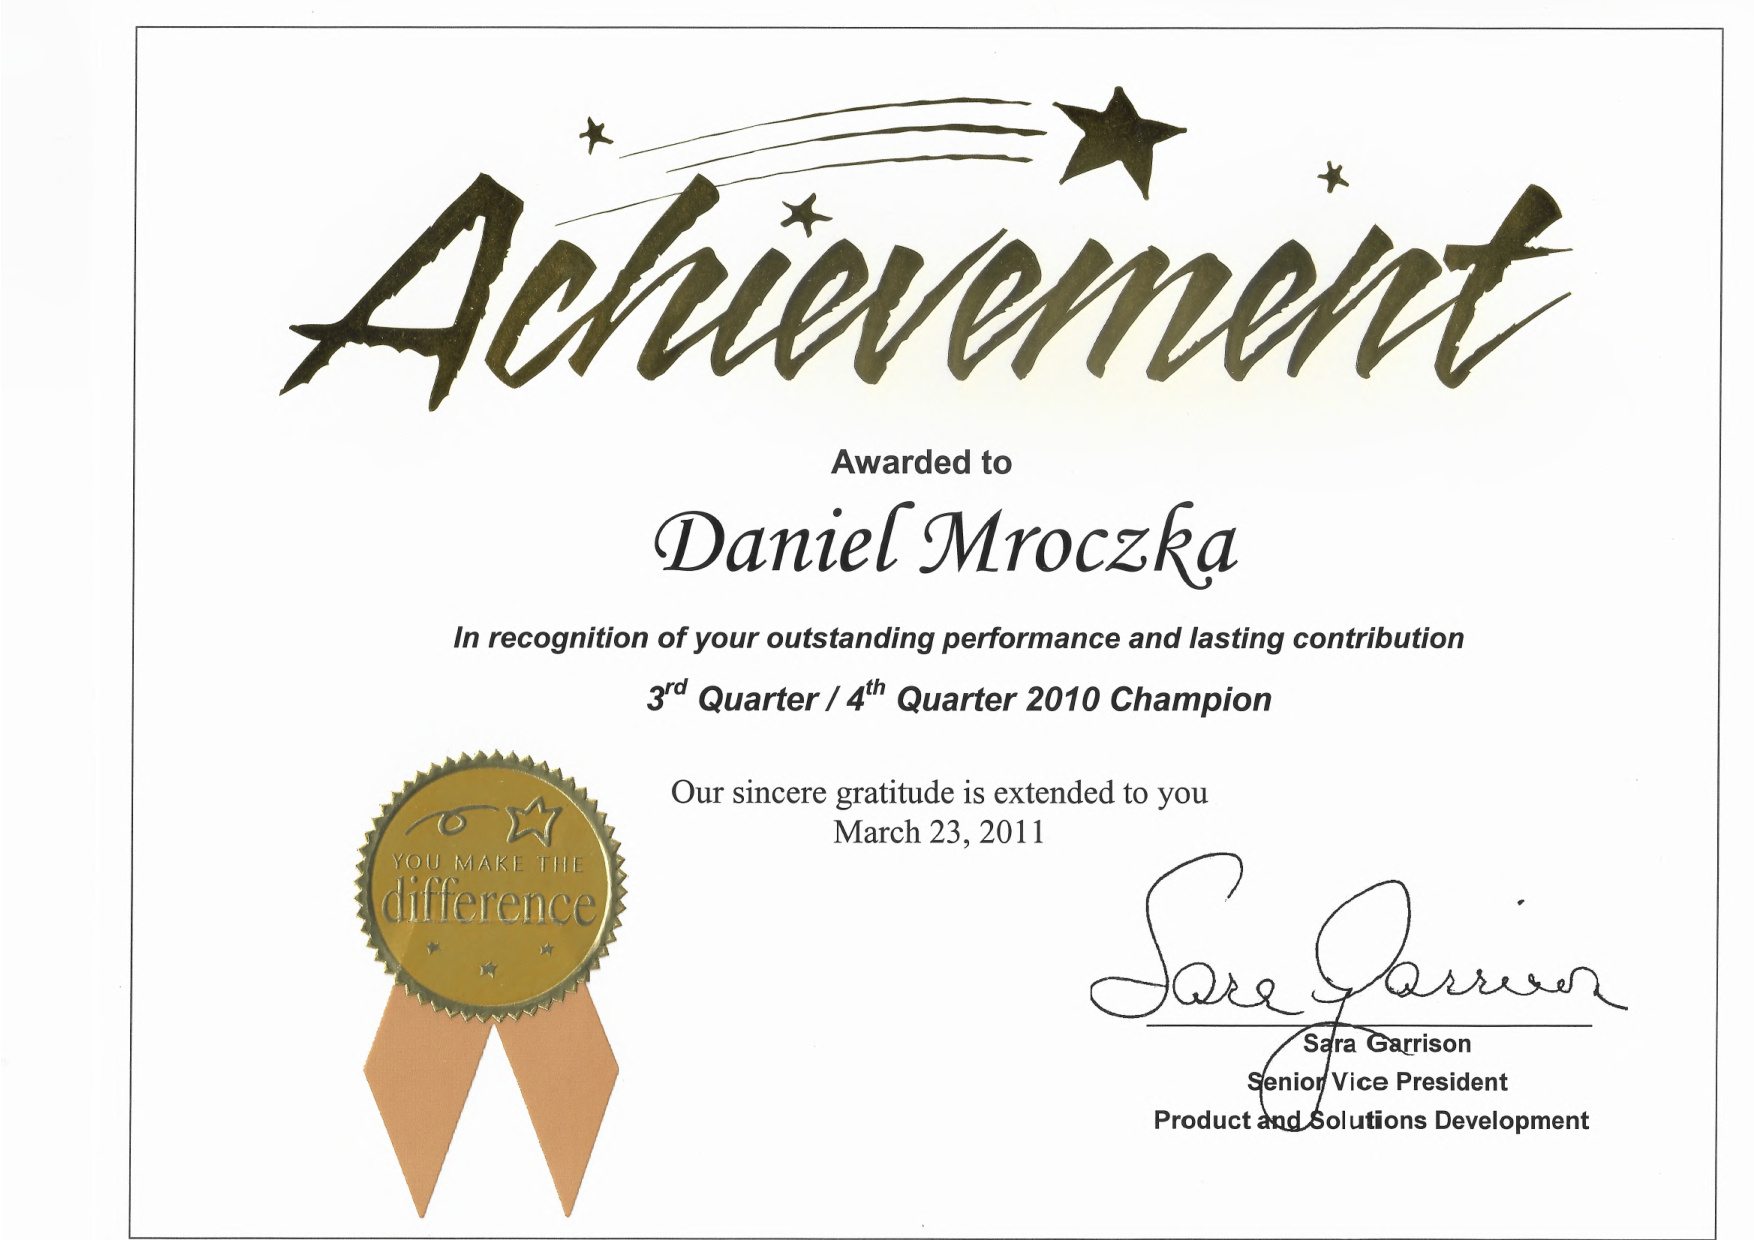 Achievement
Awarded to
Daniel Mroczka
In recognition of your outstanding performance and lasting contribution
3rd Quarter / 4th Quarter 2010 Champion
Our sincere gratitude is extended to you
March 23, 2011
YOU MAKE THE
difference
Sara Garrison
Sara Garrison
Senior Vice President
Product and Solutions Development